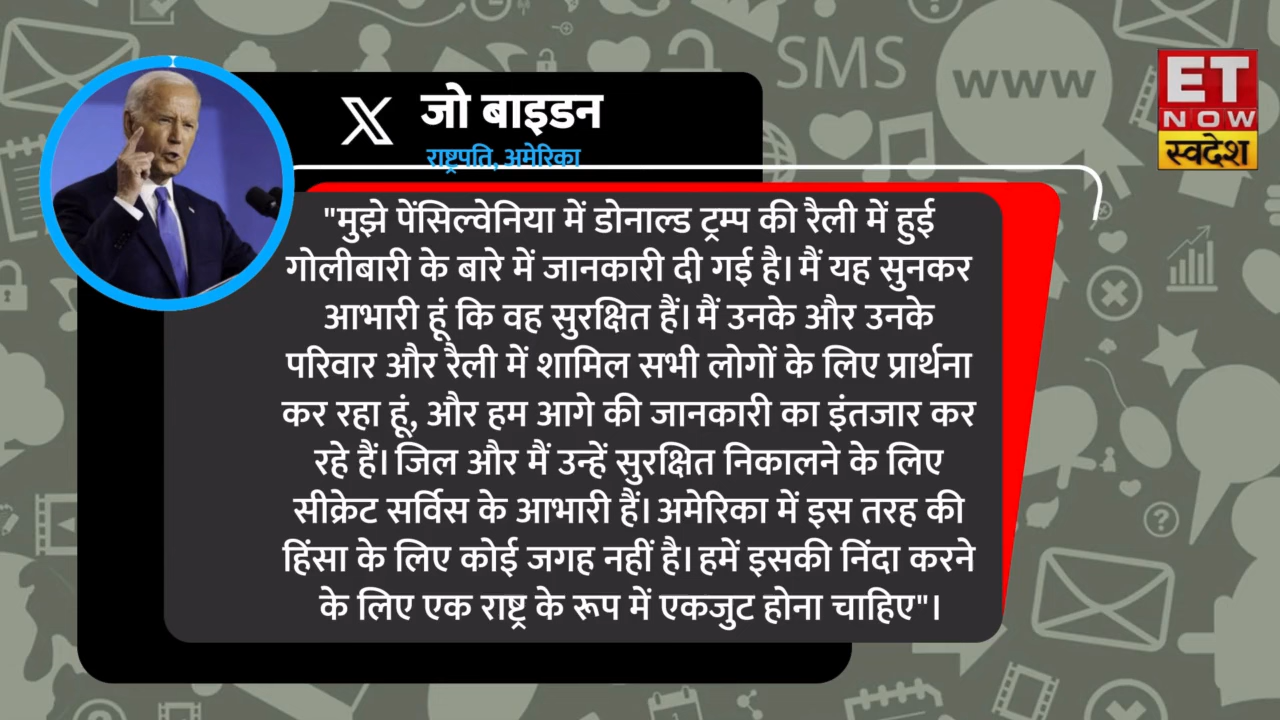 SMS
www
ET
NOW
स्वदेश
X
जो बाइडन
राष्ट्रपति, अमेरिका
"मुझे पेंसिल्वेनिया में डोनाल्ड ट्रम्प की रैली में हुई
गोलीबारी के बारे में जानकारी दी गई है। मैं यह सुनकर
आभारी हूं कि वह सुरक्षित हैं। मैं उनके और उनके
परिवार और रैली में शामिल सभी लोगों के लिए प्रार्थना
कर रहा हूं, और हम आगे की जानकारी का इंतजार कर
रहे हैं। जिल और मैं उन्हें सुरक्षित निकालने के लिए
सीक्रेट सर्विस के आभारी हैं। अमेरिका में इस तरह की
हिंसा के लिए कोई जगह नहीं है। हमें इसकी निंदा करने
के लिए एक राष्ट्र के रूप में एकजुट होना चाहिए"।